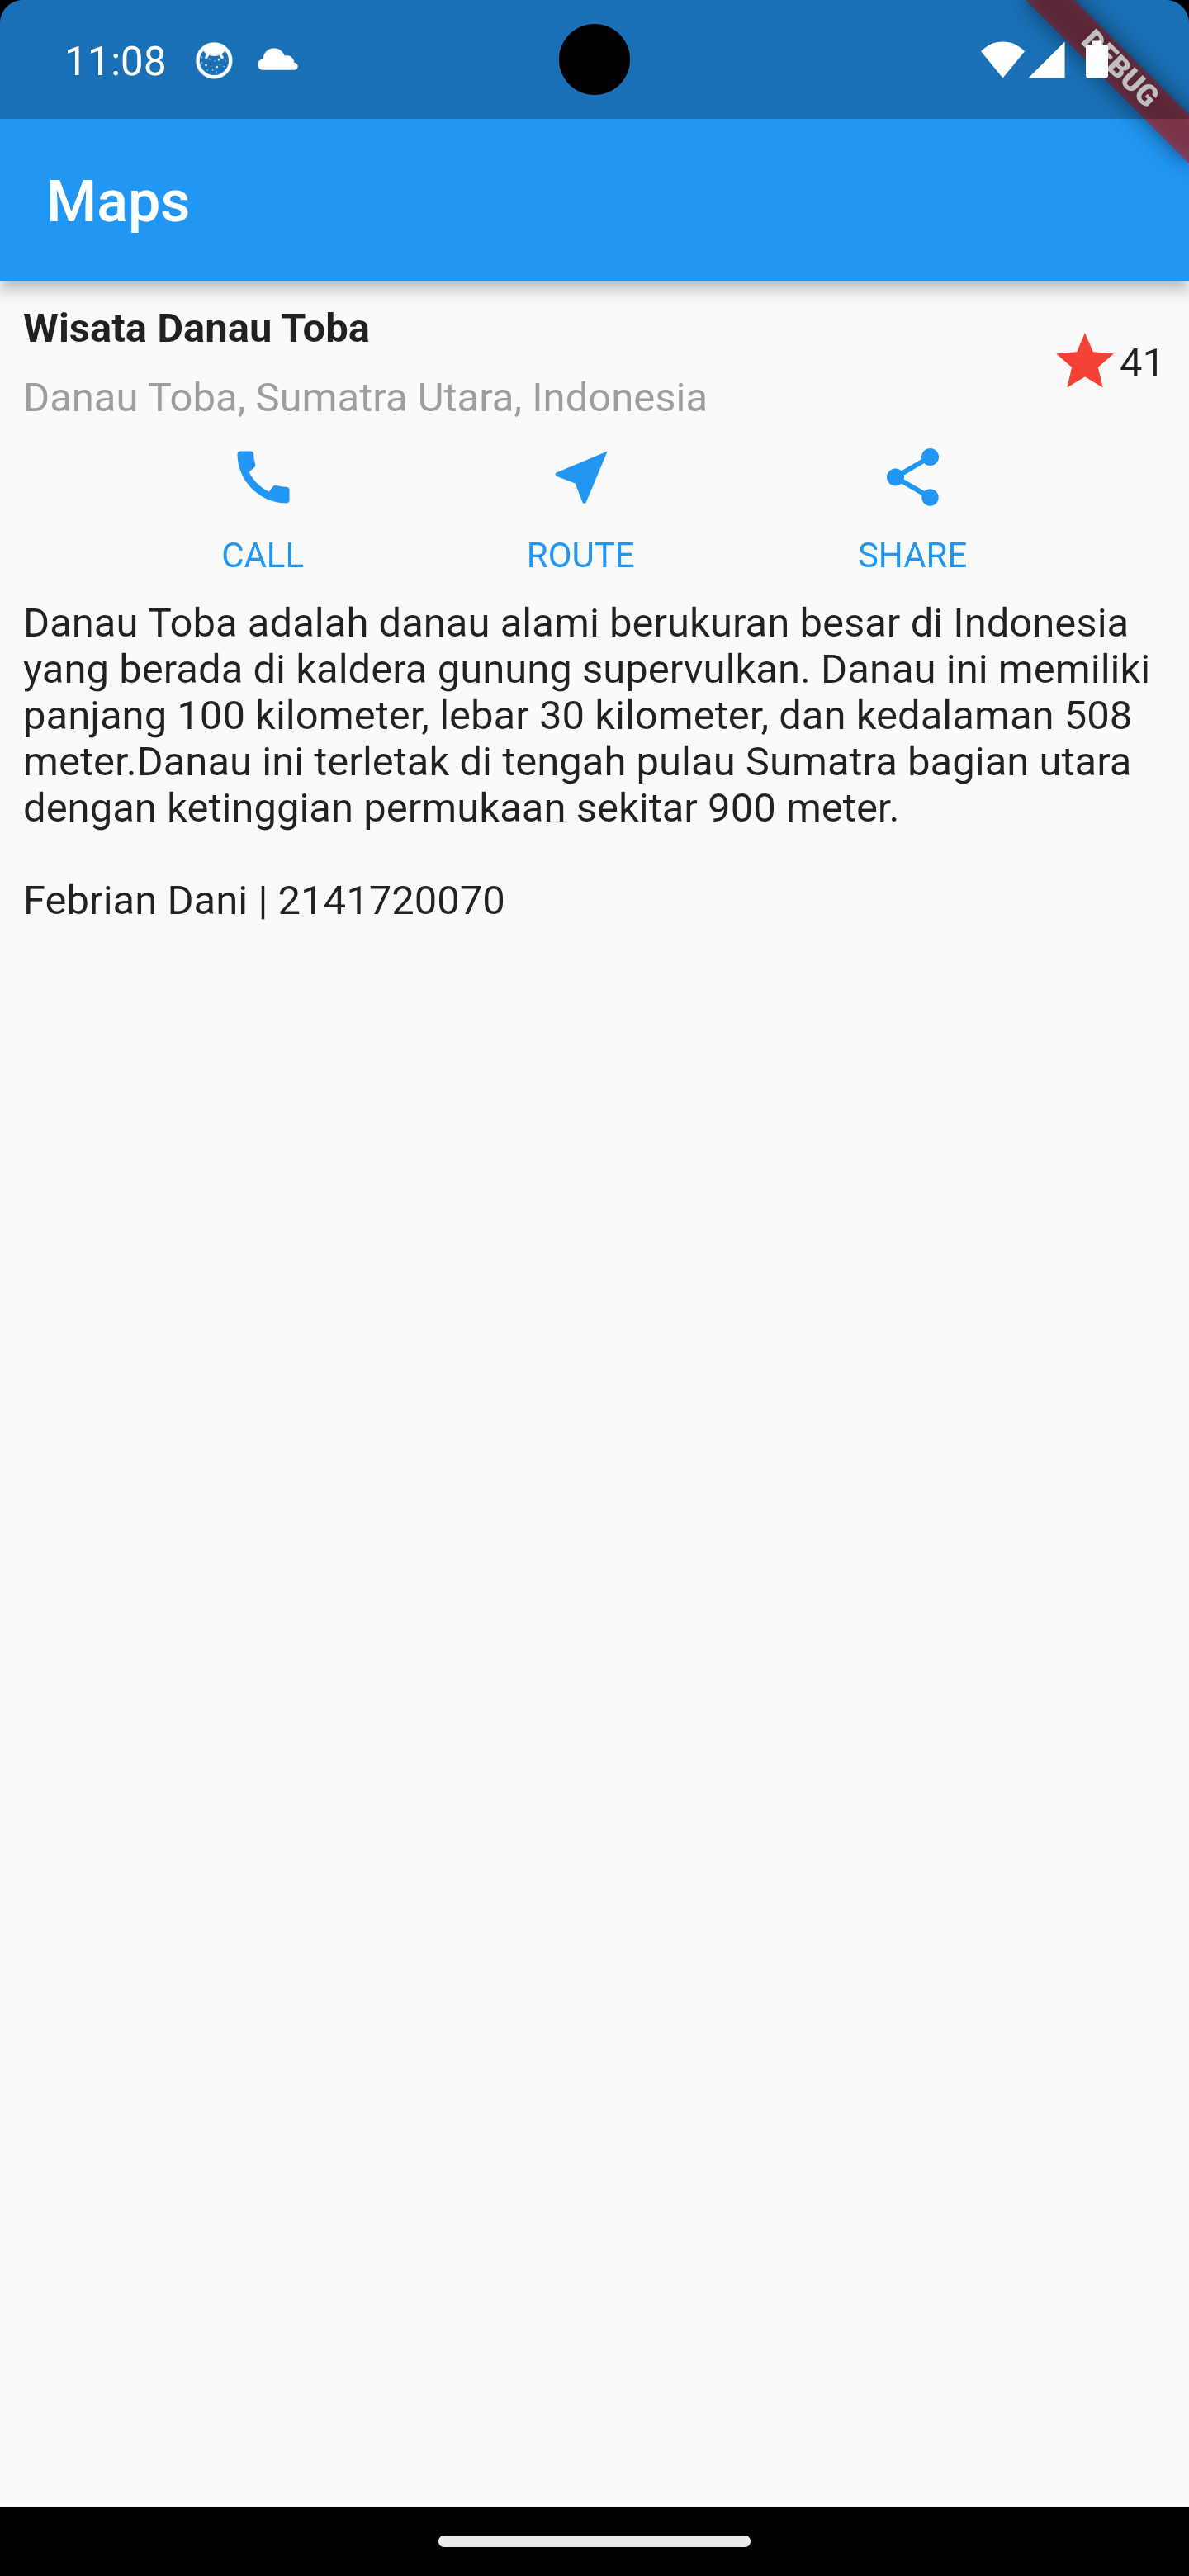 11:08
DEBUG
Maps
Wisata Danau Toba
Danau Toba, Sumatra Utara, Indonesia
41
CALL
ROUTE
SHARE
Danau Toba adalah danau alami berukuran besar di Indonesia
yang berada di kaldera gunung supervulkan. Danau ini memiliki
panjang 100 kilometer, lebar 30 kilometer, dan kedalaman 508
meter.Danau ini terletak di tengah pulau Sumatra bagian utara
dengan ketinggian permukaan sekitar 900 meter.
Febrian Dani | 2141720070